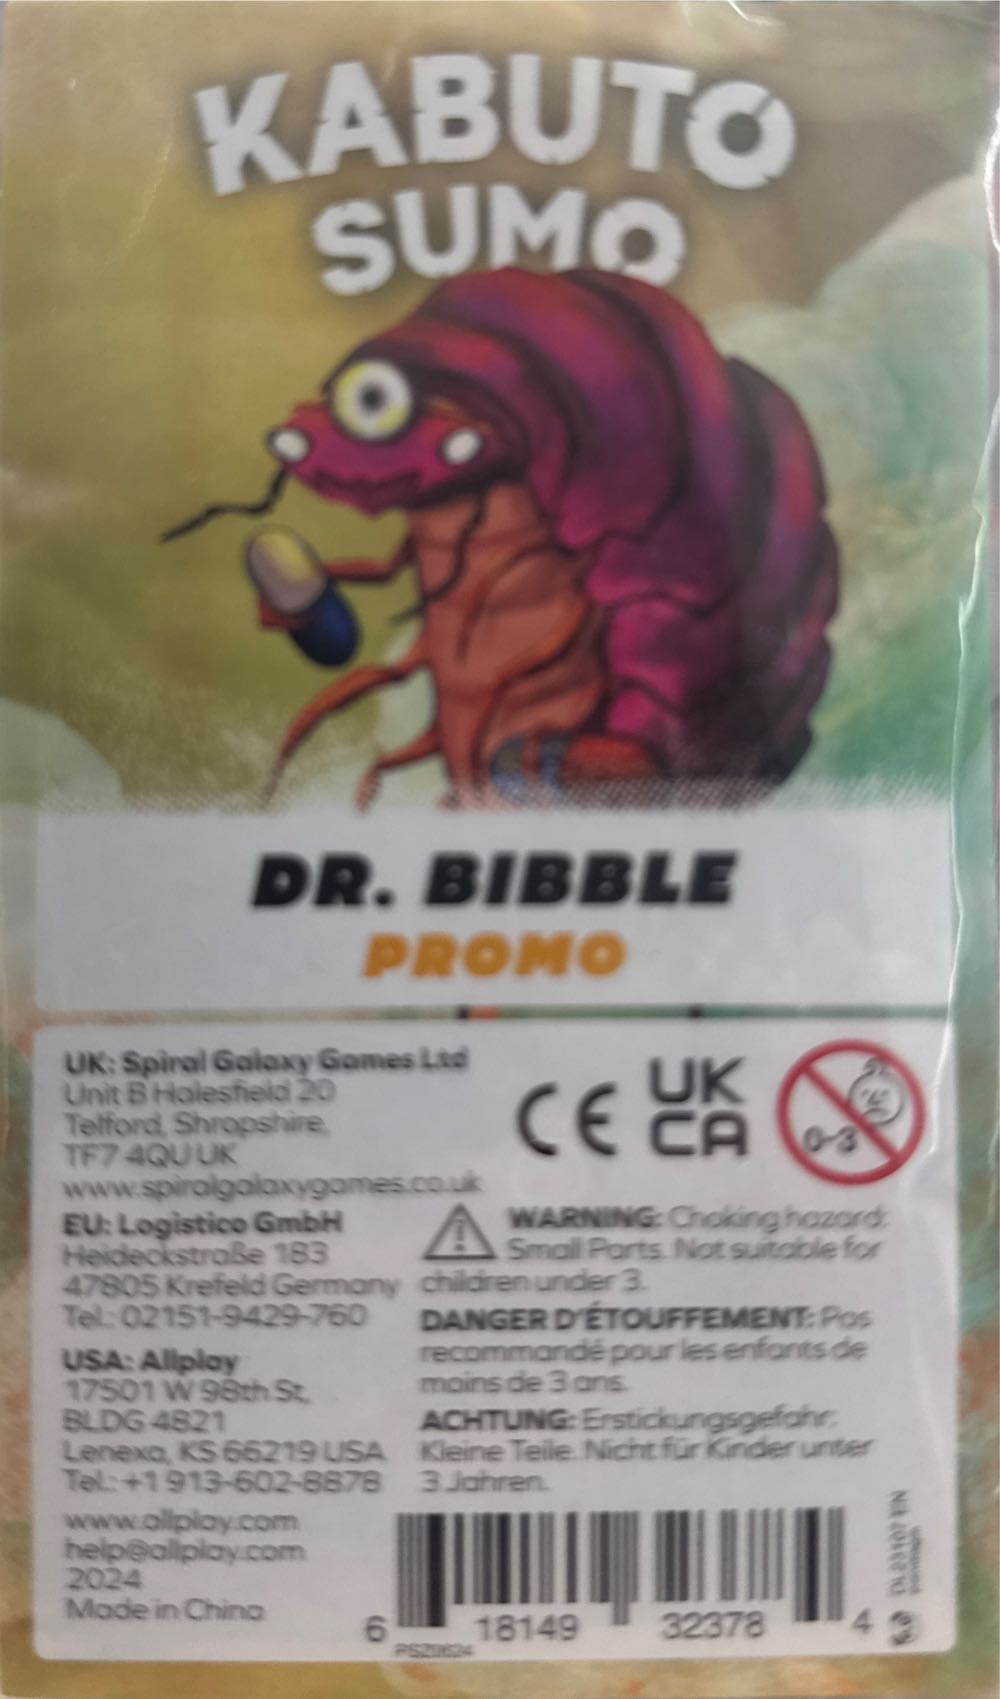 KABUTO
SUMO
DR. BIBBLE
PROMO
UK: Spiral Galaxy Games Ltd
Unit B Halesfield 20
Telford, Shropshire,
TF7 4QU UK
www.spiralgalaxygames.co.uk
EU: Logistico GmbH
Heideckstraße 183
47805 Krefeld Germany
Tel.: 02151-9429-760
USA: Allplay
17501 W 98th St,
BLDG 4821
Lenexa, KS 66219 USA
Tel.: +1 913-602-8878
www.allplay.com
help@allplay.com
2024
Made in China
CE
UK
CA
0-3
WARNING: Choking hazard:
Small Parts. Not suitable for
children under 3.
DANGER D'ÉTOUFFEMENT: Pas
recommandé pour les enfants de
moins de 3 ans.
ACHTUNG: Erstickungsgefahr:
Kleine Teile. Nicht für Kinder unter
3 Jahren.
6 18149 32378 4